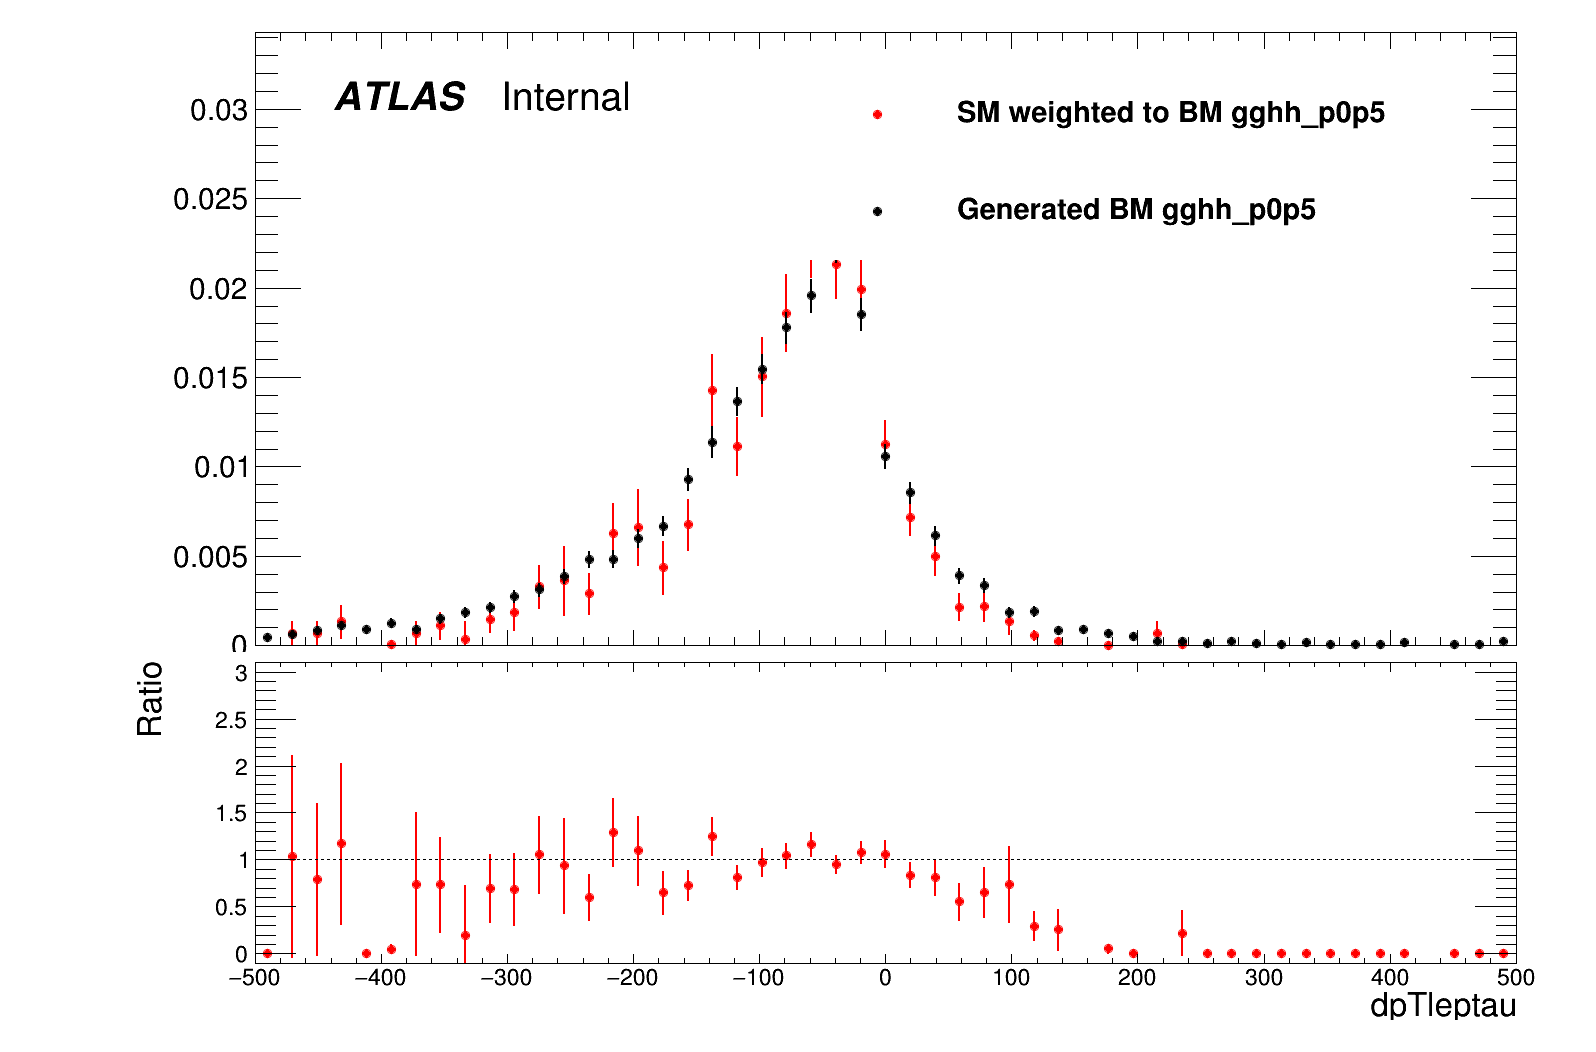 ATLAS Internal
SM weighted to BM gghh_p0p5
Generated BM gghh_p0p5
0.03
0.025
0.02
0.015
0.01
0.005
0
Ratio
3
2.5
2
1.5
1
0.5
0
−500 −400 −300 −200 −100 0 100 200 300 400 500
dpTleptau